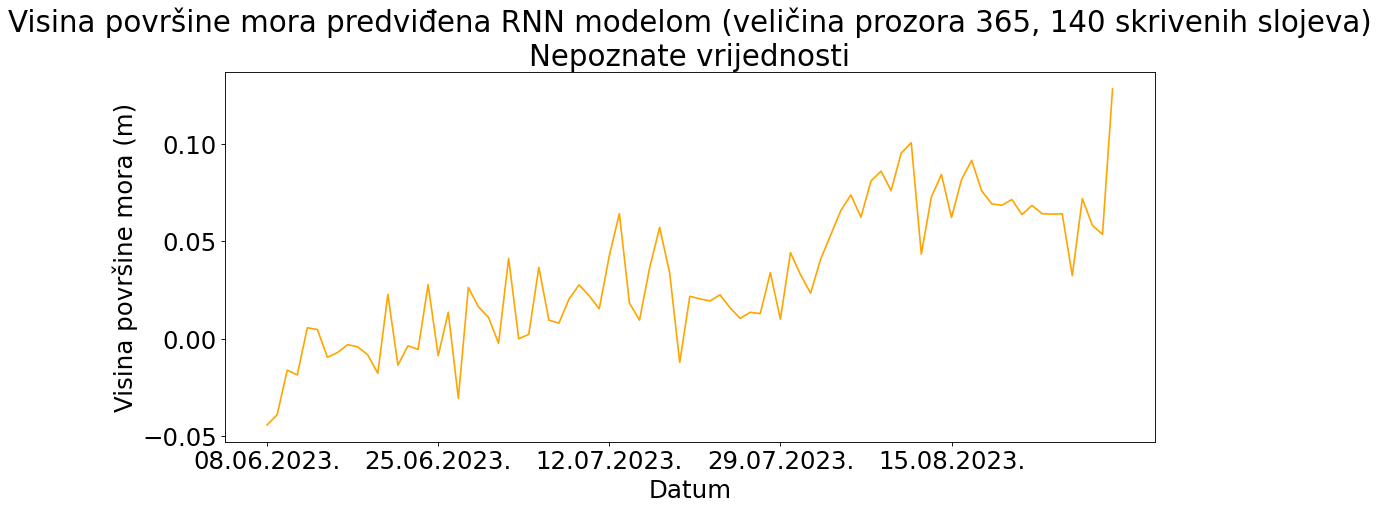 Visina površine mora predviđena RNN modelom (veličina prozora 365, 140 skrivenih slojeva)
Nepoznate vrijednosti
Visina površine mora (m)
0.10
0.05
0.00
−0.05
08.06.2023. 25.06.2023. 12.07.2023. 29.07.2023. 15.08.2023.
Datum